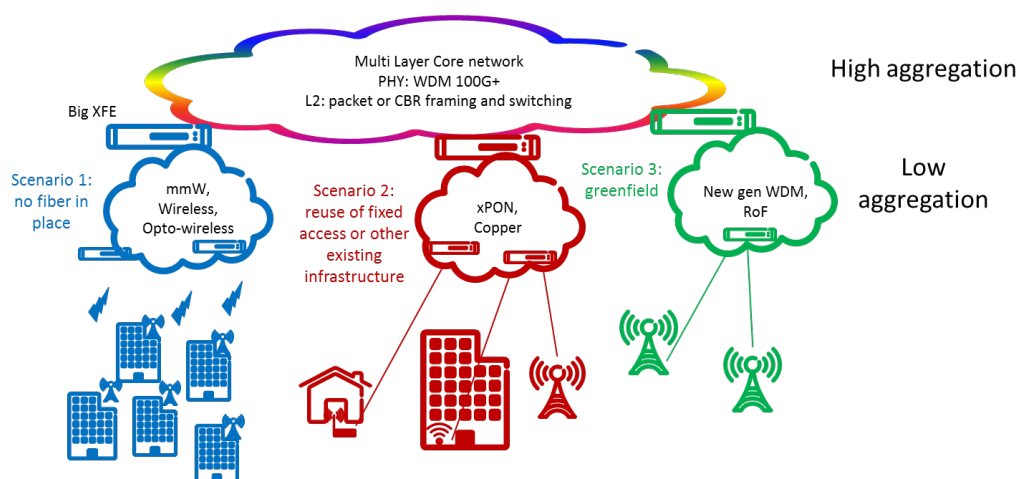 Multi Layer Core network
PHY: WDM 100G+
L2: packet or CBR framing and switching
High aggregation
Big XFE
Scenario 1:
no fiber in
place
mmW,
Wireless,
Opto-wireless
Scenario 2:
reuse of fixed
access or other
existing
infrastructure
xPON,
Copper
Scenario 3:
greenfield
New gen WDM,
RoF
Low
aggregation